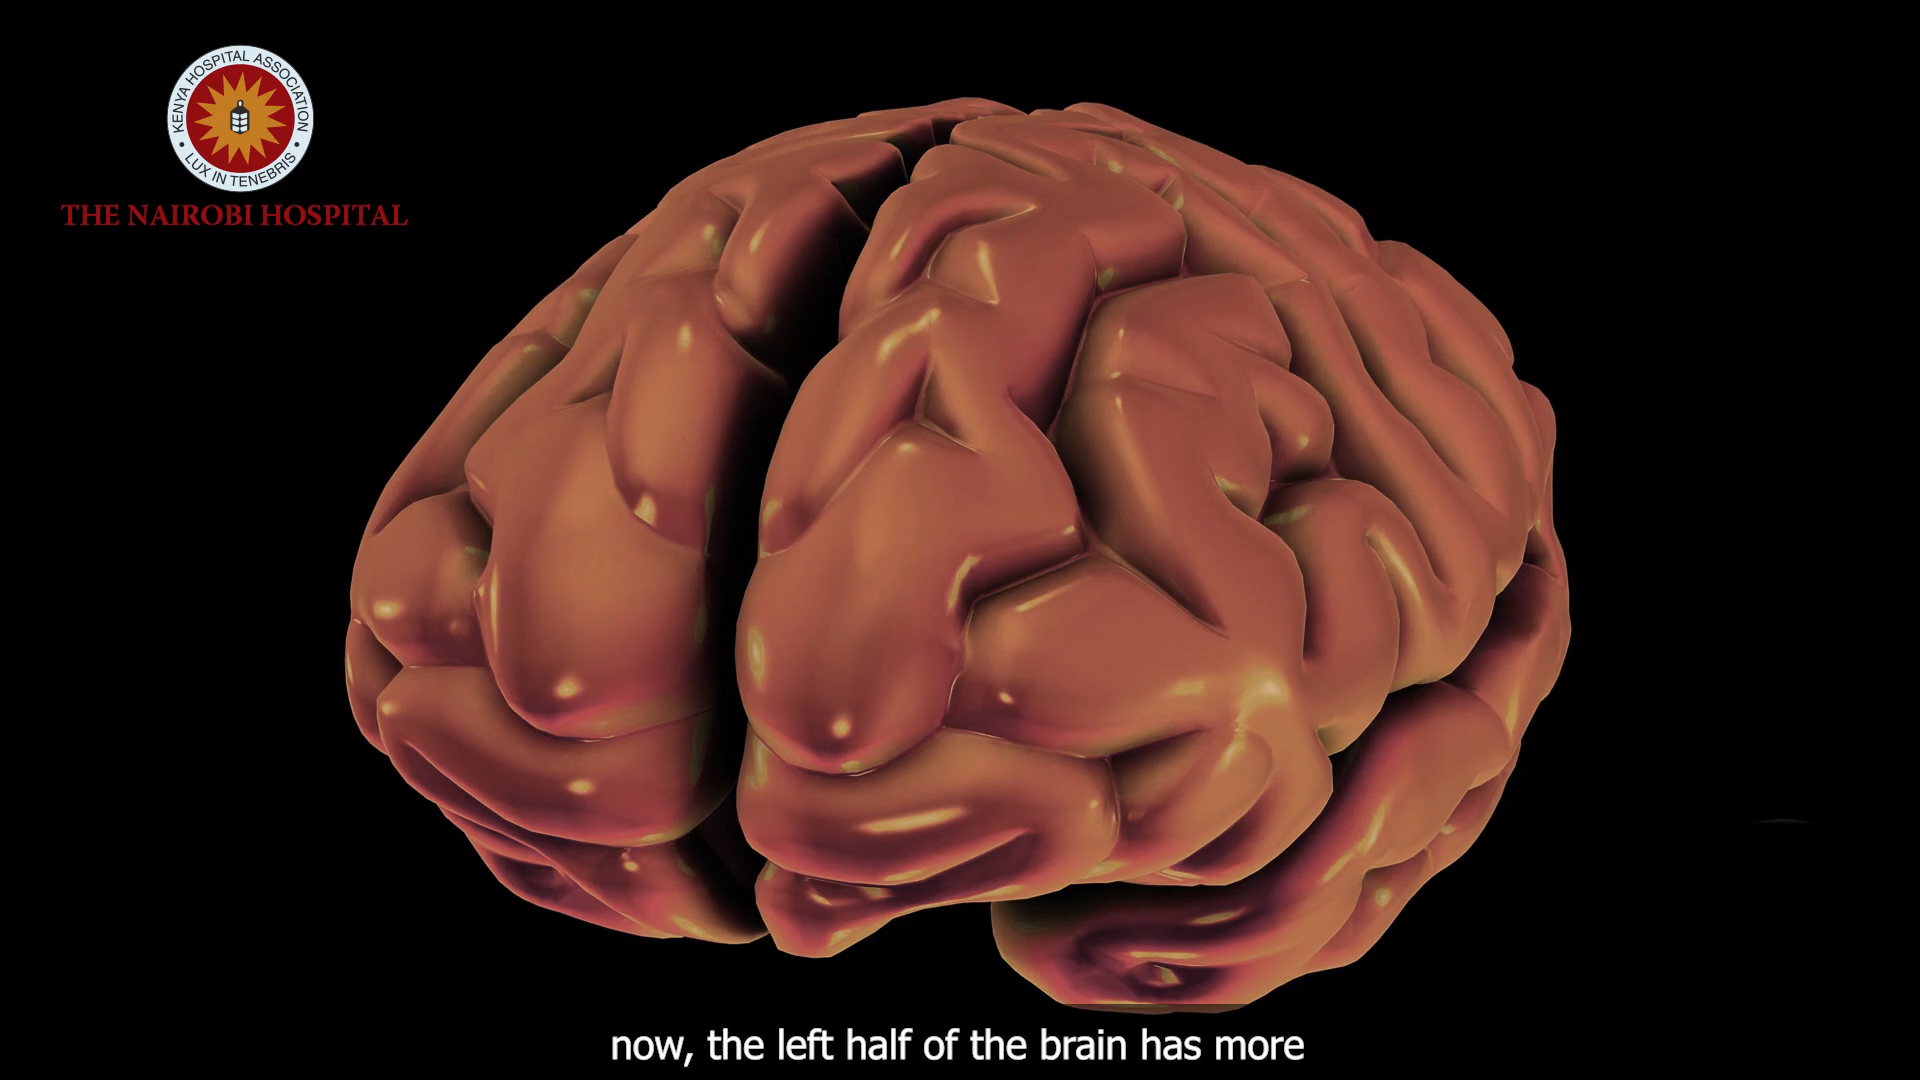 KENYA HOSPITAL ASSOCIATION
• LUX IN TENEBRIS •
THE NAIROBI HOSPITAL
now, the left half of the brain has more